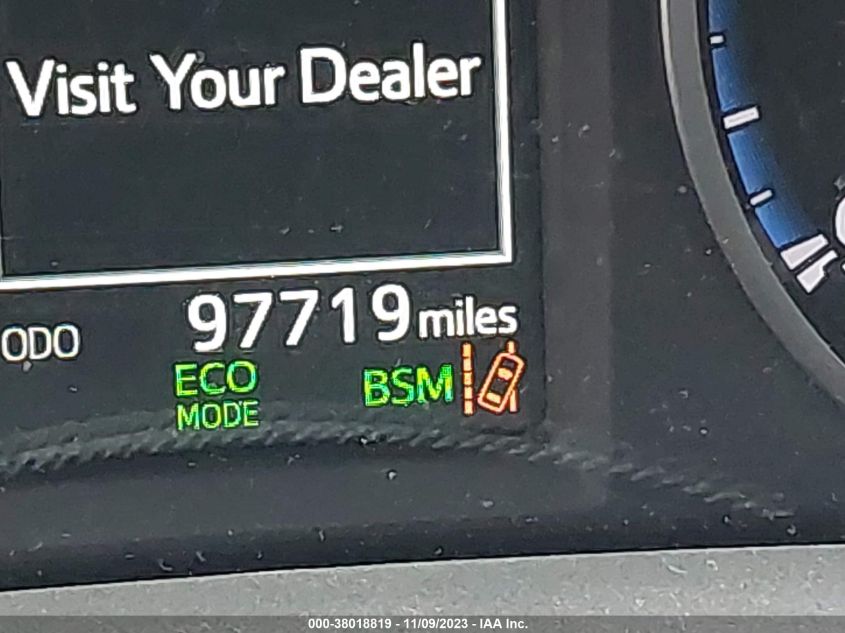 Visit Your Dealer
ODO 97719 miles
ECO BSM
MODE
000-38018819 - 11/09/2023 - IAA Inc.